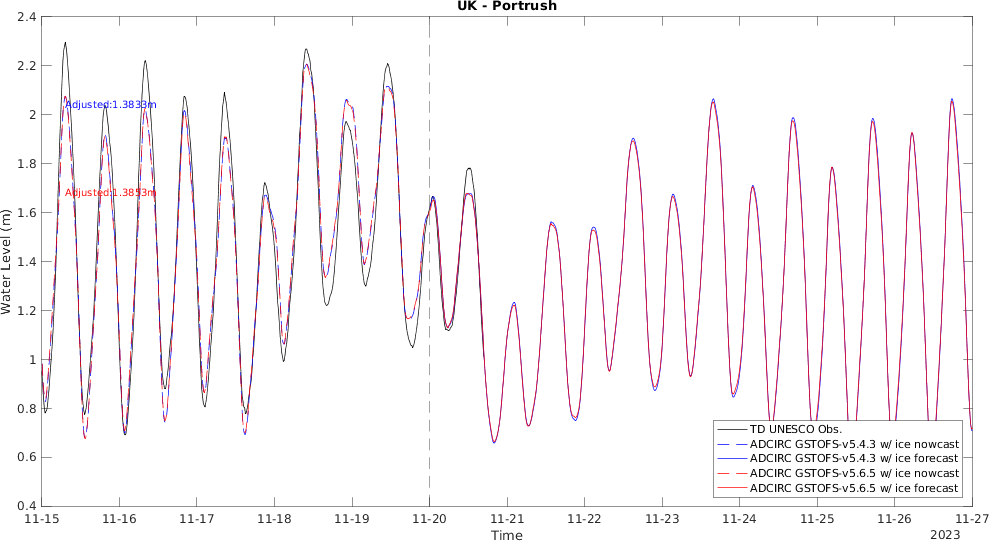 UK - Portrush
2.4
2.2
2
1.8
1.6
1.4
1.2
1
0.8
0.6
0.4
Water Level (m)
Adjusted:1.3833m
Adjusted:1.3853m
TD UNESCO Obs.
ADCIRC GSTOFS-v5.4.3 w/ ice nowcast
ADCIRC GSTOFS-v5.4.3 w/ ice forecast
ADCIRC GSTOFS-v5.6.5 w/ ice nowcast
ADCIRC GSTOFS-v5.6.5 w/ ice forecast
11-15 11-16 11-17 11-18 11-19 11-20 11-21 11-22 11-23 11-24 11-25 11-26 11-27
Time
2023